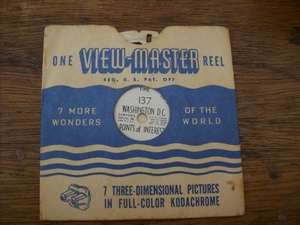 ONE VIEW-MASTER REEL
REG. U.S. PAT. OFF.
137
WASHINGTON D.C.
POINTS of INTEREST
7 MORE WONDERS
OF THE WORLD
7 THREE-DIMENSIONAL PICTURES
IN FULL-COLOR KODACHROME